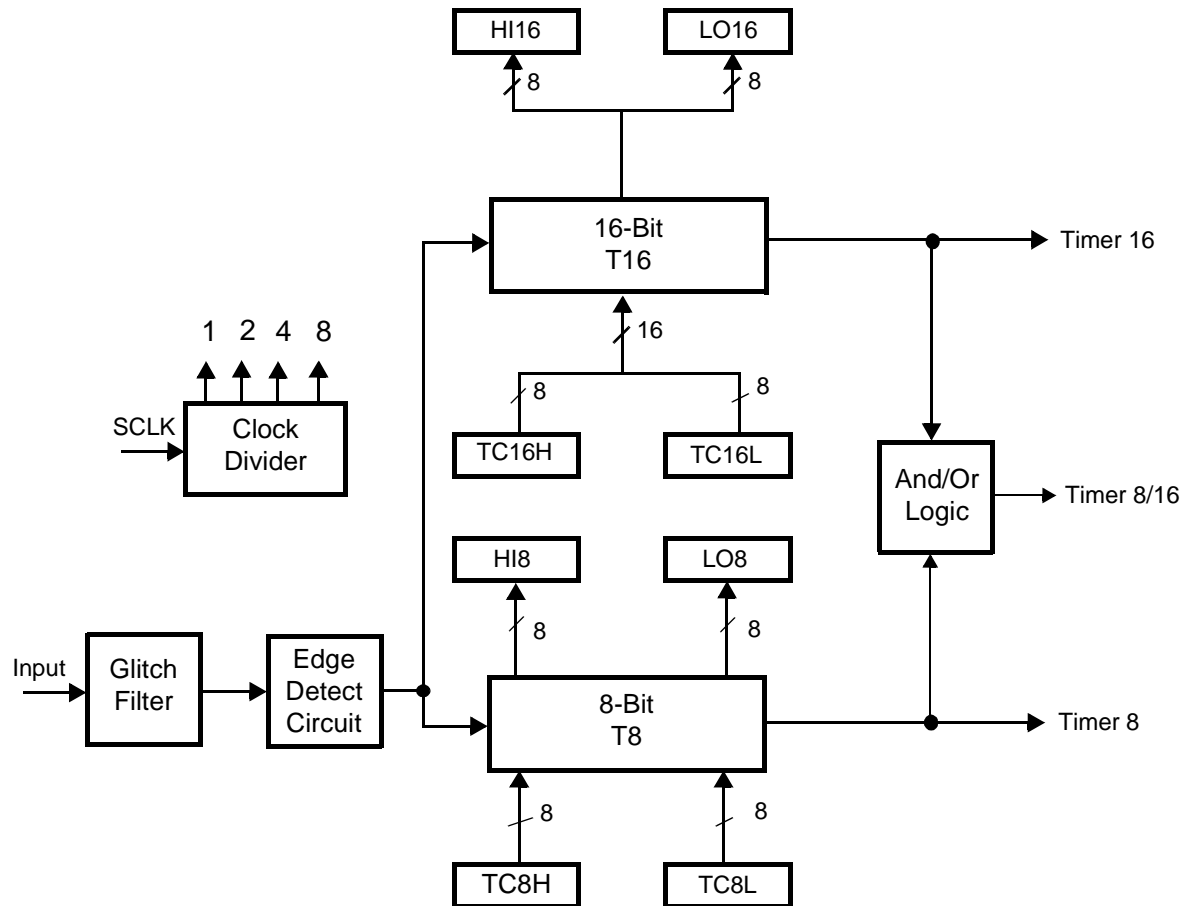 HI16
LO16
8
8
16-Bit
T16
Timer 16
1 2 4 8
16
8
8
SCLK
Clock
Divider
TC16H
TC16L
And/Or
Logic
Timer 8/16
HI8
LO8
8
8
Input
Glitch
Filter
Edge
Detect
Circuit
8-Bit
T8
Timer 8
8
8
TC8H
TC8L